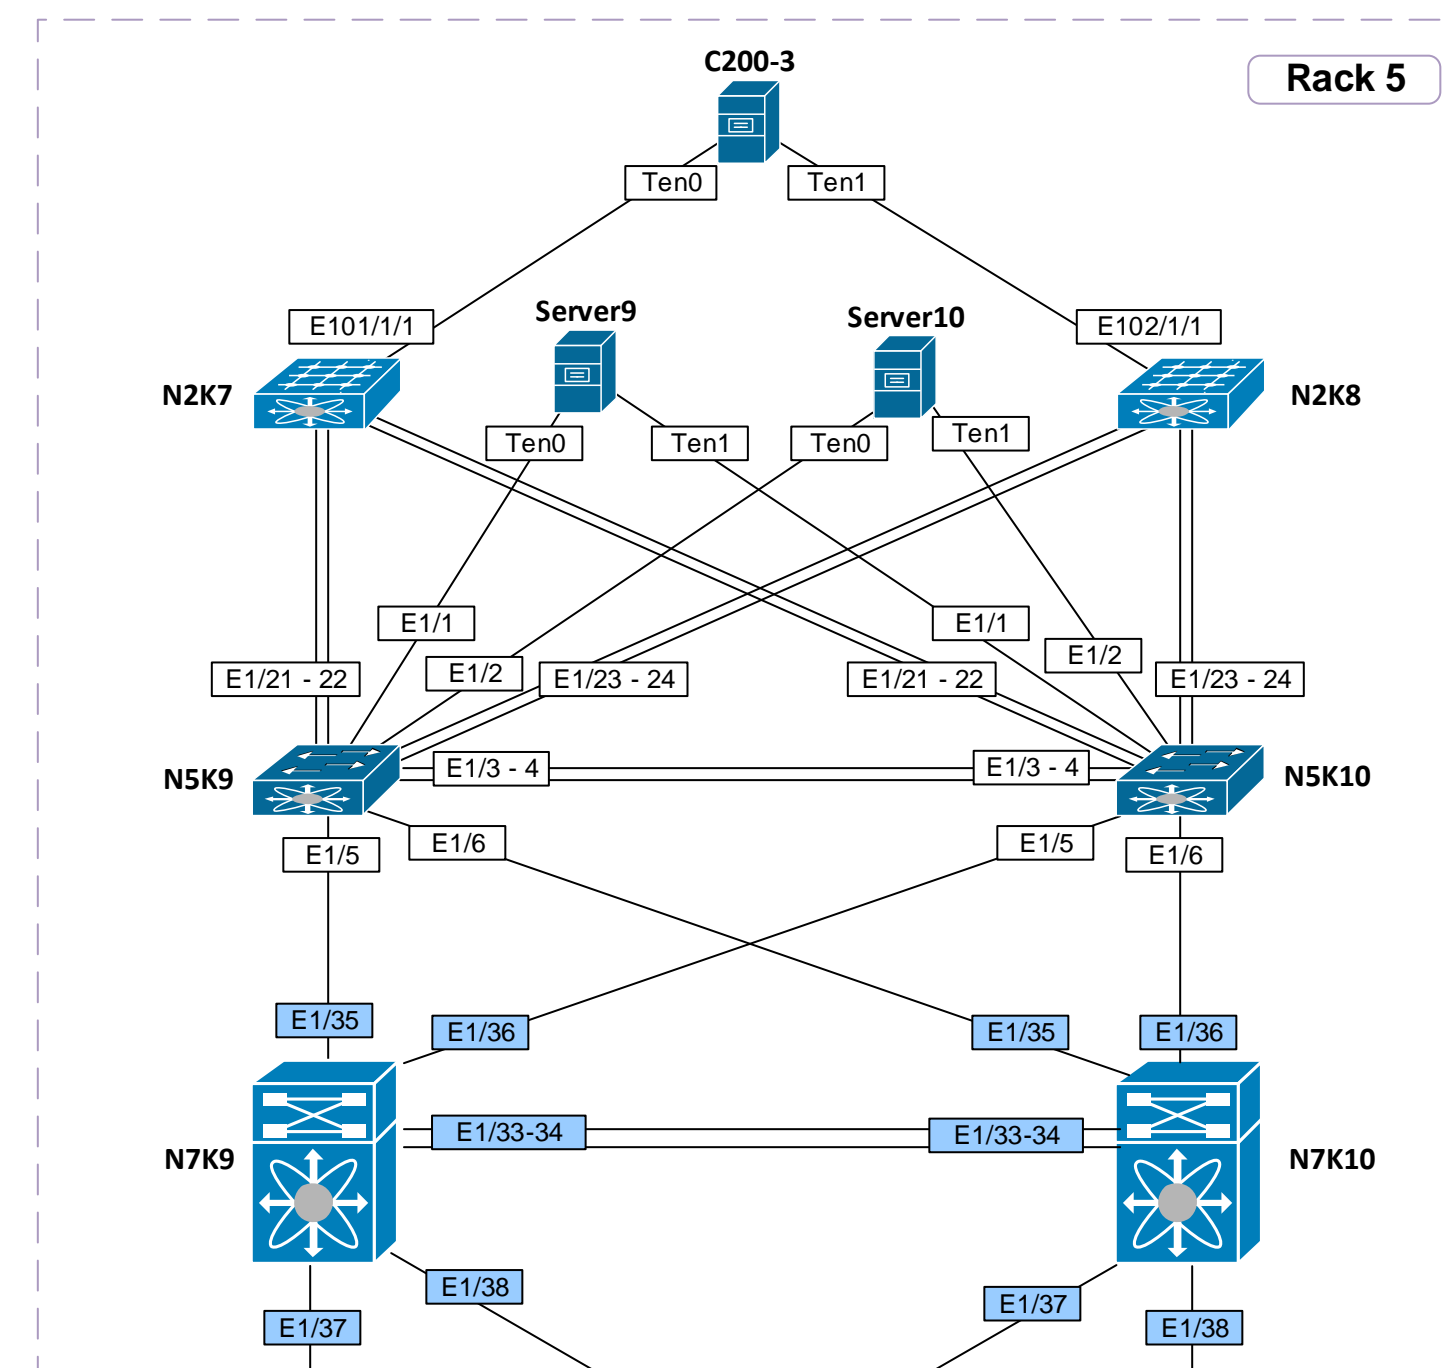 C200-3
Rack 5
Ten0
Ten1
Server9
Server10
E101/1/1
E102/1/1
N2K7
N2K8
Ten0
Ten1
Ten0
Ten1
E1/1
E1/1
E1/2
E1/2
E1/21 - 22
E1/23 - 24
E1/21 - 22
E1/23 - 24
N5K9
E1/3 - 4
E1/3 - 4
N5K10
E1/5
E1/6
E1/5
E1/6
E1/35
E1/36
E1/35
E1/36
E1/33-34
E1/33-34
N7K9
N7K10
E1/38
E1/37
E1/37
E1/38